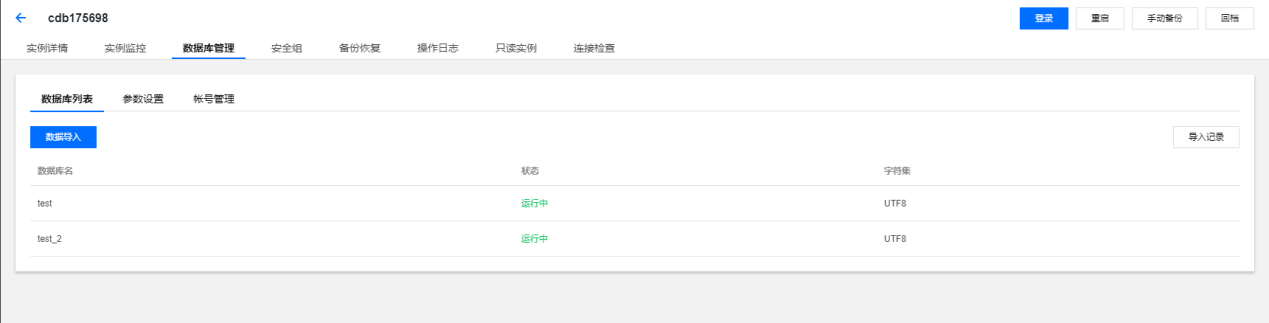 cdb175698 登录 重启 手动备份 回档
实例详情 实例监控 数据库管理 安全组 备份恢复 操作日志 只读实例 连接检查
数据库列表 参数设置 帐号管理
数据导入 导入记录
数据库名 状态 字符集
test 运行中 UTF8
test_2 运行中 UTF8